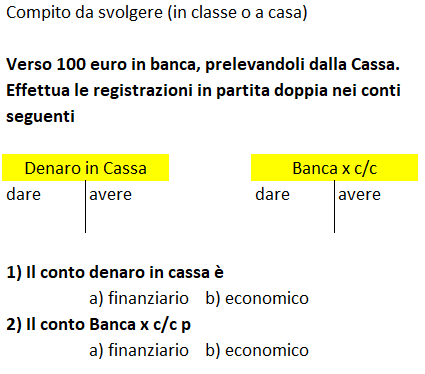 Compito da svolgere (in classe o a casa)
Verso 100 euro in banca, prelevandoli dalla Cassa.
Effettua le registrazioni in partita doppia nei conti
seguenti
Denaro in Cassa Banca x c/c
dare avere dare avere
1) Il conto denaro in cassa è
a) finanziario b) economico
2) Il conto Banca x c/c p
a) finanziario b) economico